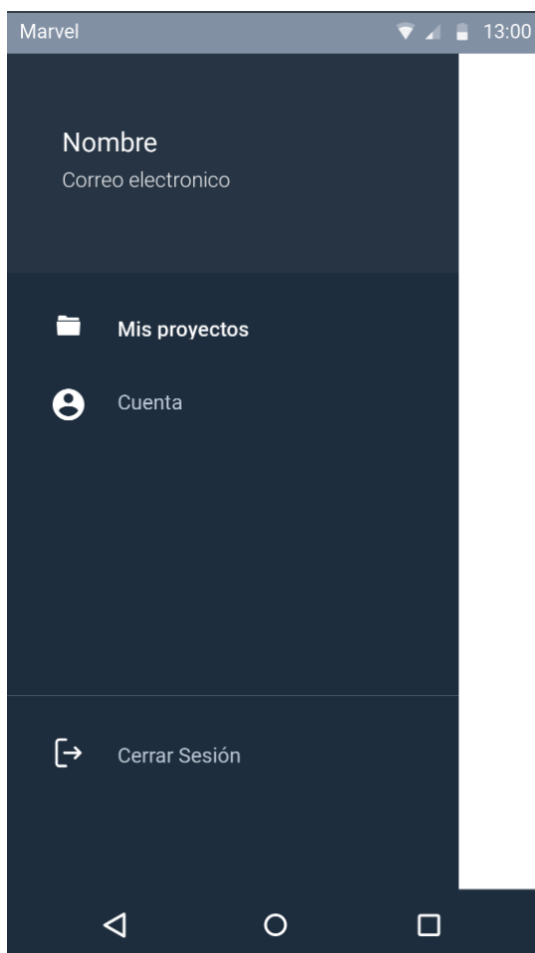 Marvel 13:00
Nombre
Correo electronico
Mis proyectos
Cuenta
Cerrar Sesión